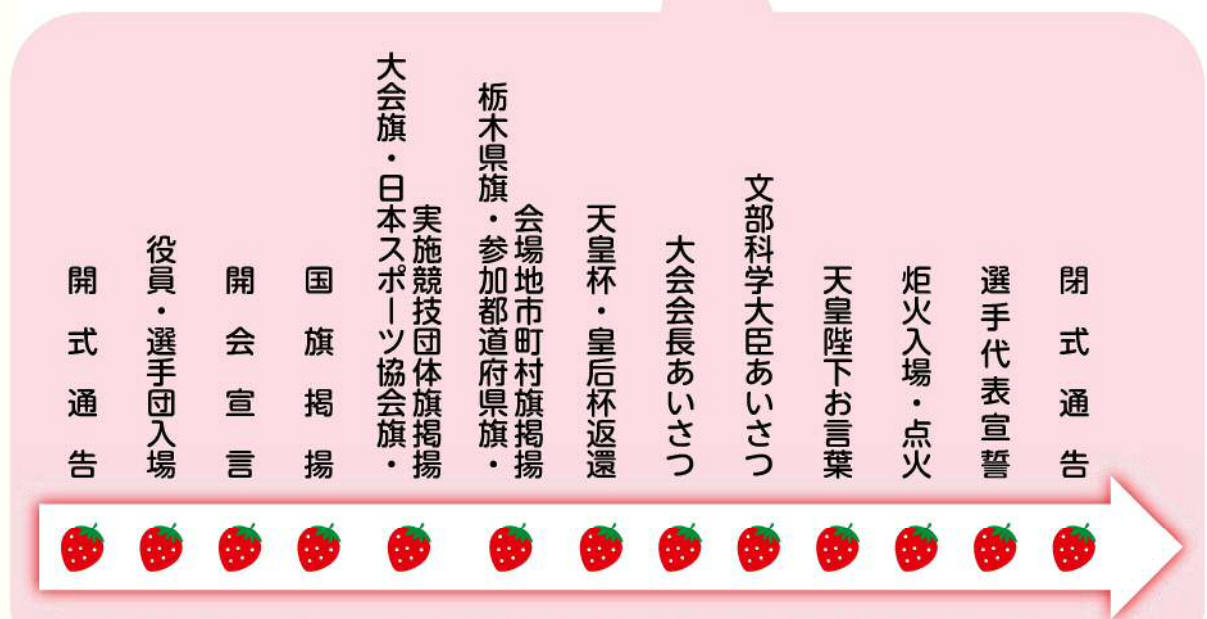 開式通告
役員・選手団入場
開会宣言
国旗掲揚
大会旗・日本スポーツ協会旗・
実施競技団体旗掲揚
栃木県旗・参加都道府県旗・
会場地市町村旗掲揚
天皇杯・皇后杯返還
大会会長あいさつ
文部科学大臣あいさつ
天皇陛下お言葉
炬火入場・点火
選手代表宣誓
閉式通告